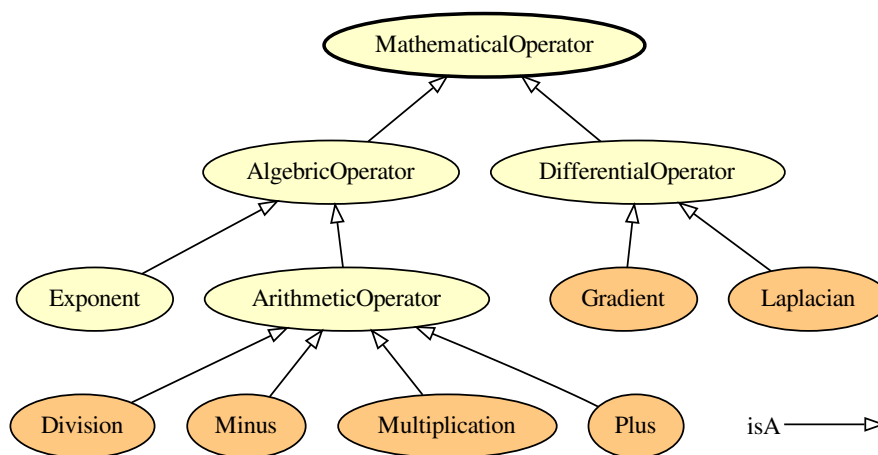 MathematicalOperator
AlgebricOperator
DifferentialOperator
Exponent
ArithmeticOperator
Gradient
Laplacian
Division
Minus
Multiplication
Plus
isA